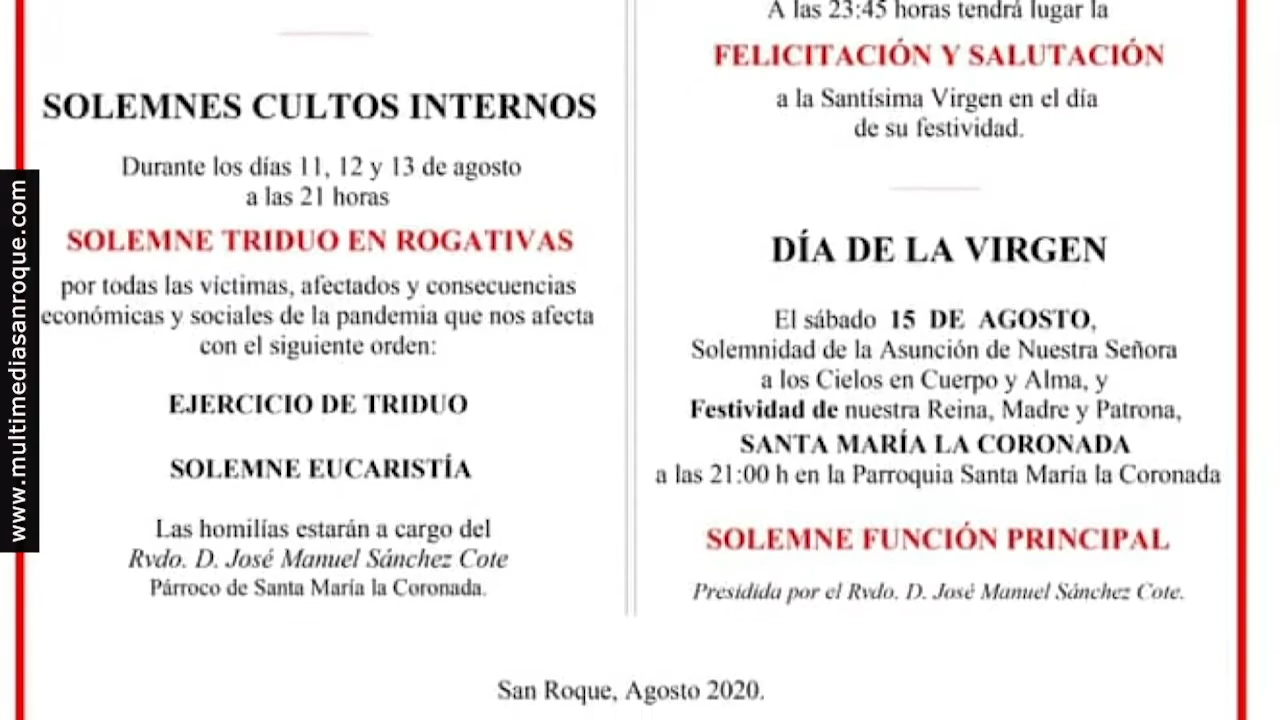 SOLEMNES CULTOS INTERNOS
Durante los días 11, 12 y 13 de agosto
a las 21 horas
SOLEMNE TRIDUO EN ROGATIVAS
por todas las víctimas, afectados y consecuencias
económicas y sociales de la pandemia que nos afecta
con el siguiente orden:
EJERCICIO DE TRIDUO
SOLEMNE EUCARISTÍA
Las homilías estarán a cargo del
Rvdo. D. José Manuel Sánchez Cote
Párroco de Santa María la Coronada.
A las 23:45 horas tendrá lugar la
FELICITACIÓN Y SALUTACIÓN
a la Santísima Virgen en el día
de su festividad.
DÍA DE LA VIRGEN
El sábado 15 DE AGOSTO,
Solemnidad de la Asunción de Nuestra Señora
a los Cielos en Cuerpo y Alma, y
Festividad de nuestra Reina, Madre y Patrona,
SANTA MARÍA LA CORONADA
a las 21:00 h en la Parroquia Santa María la Coronada
SOLEMNE FUNCIÓN PRINCIPAL
Presidida por el Rvdo. D. José Manuel Sánchez Cote.
San Roque, Agosto 2020.
www.multimediasanroque.com